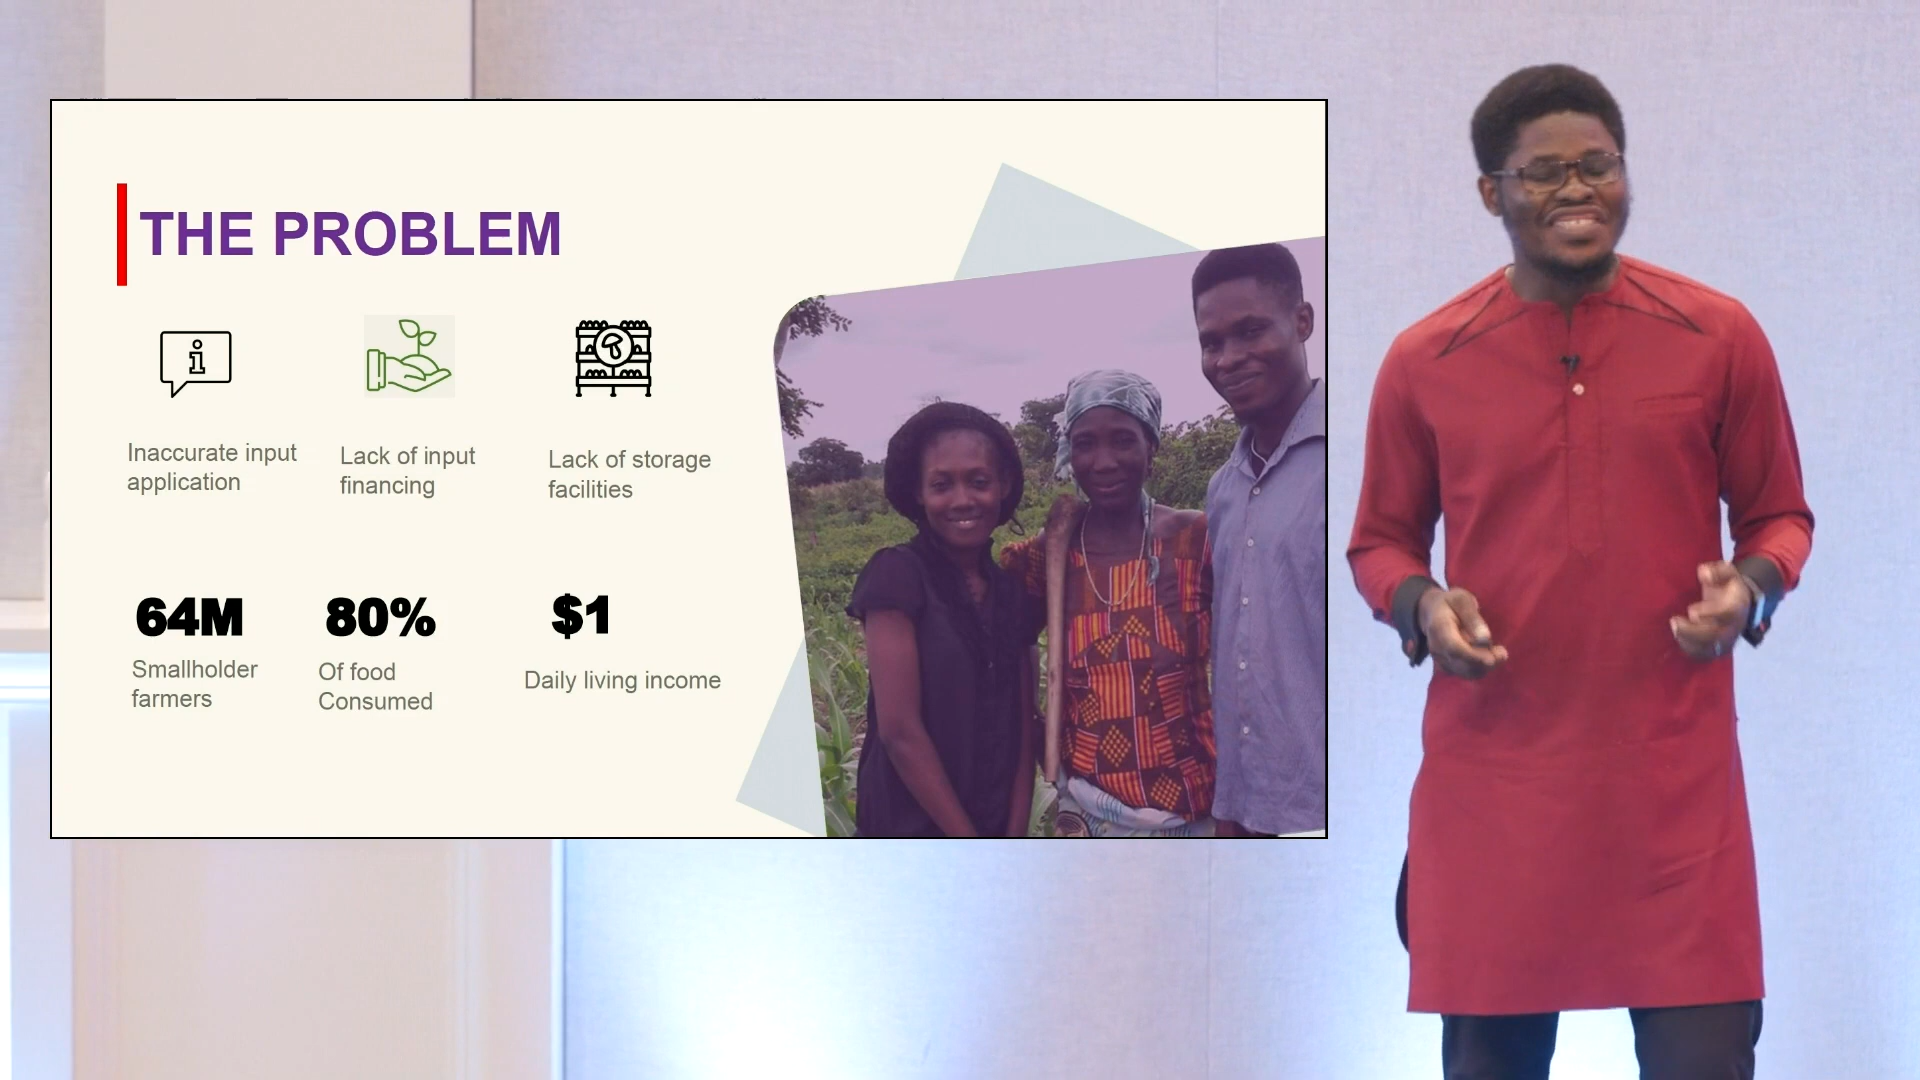 THE PROBLEM
Inaccurate input
application
Lack of input
financing
Lack of storage
facilities
64M
Smallholder
farmers
80%
Of food
Consumed
$1
Daily living income